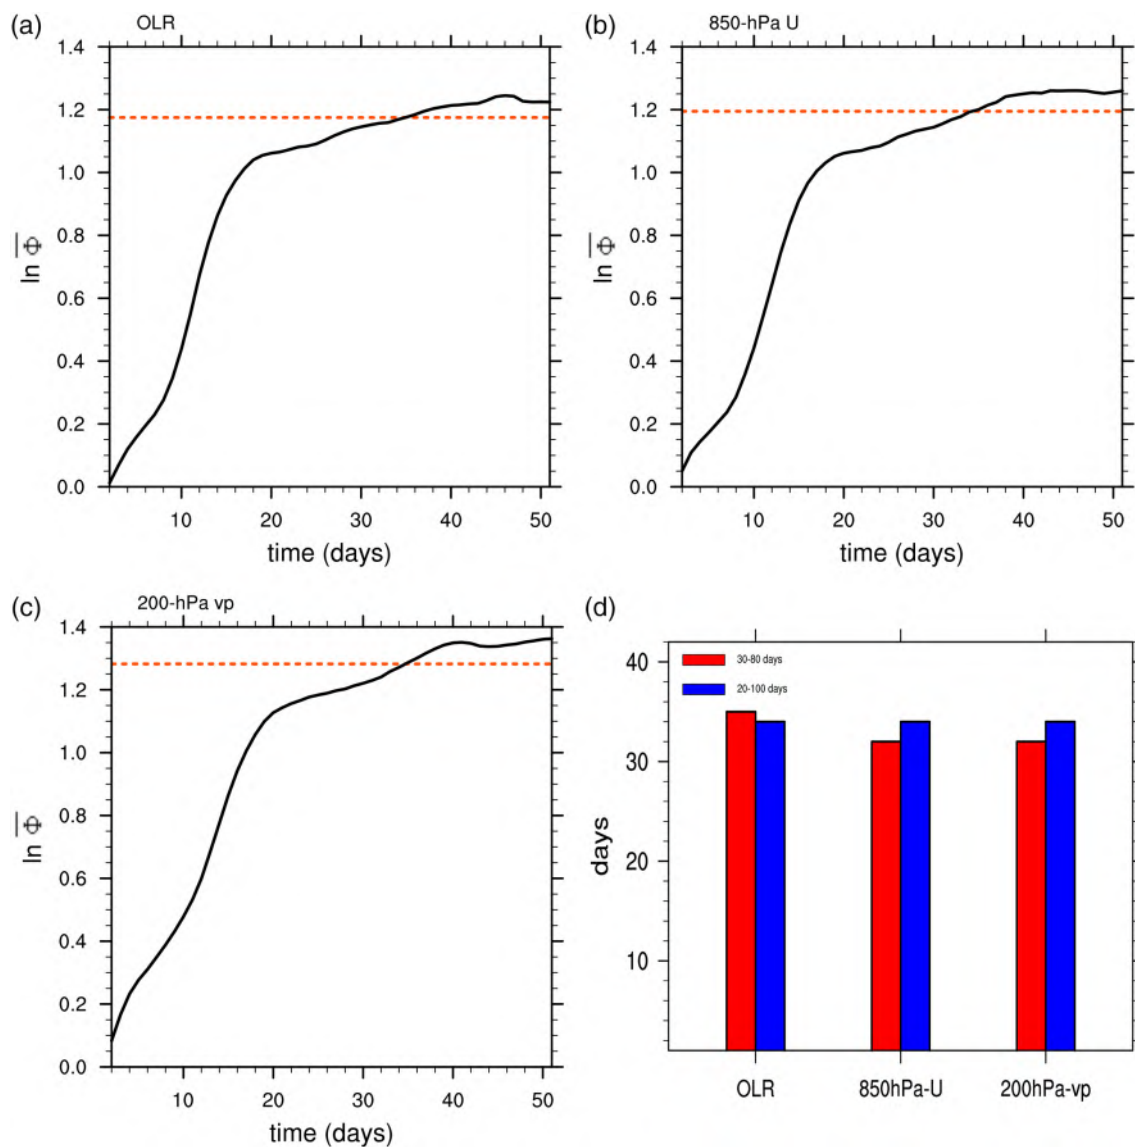 (a) OLR
1.4
1.2
1.0
0.8
0.6
0.4
0.2
0.0
ln Φ̅
10 20 30 40 50
time (days)
(b) 850-hPa U
1.4
1.2
1.0
0.8
0.6
0.4
0.2
0.0
ln Φ̅
10 20 30 40 50
time (days)
(c) 200-hPa vp
1.4
1.2
1.0
0.8
0.6
0.4
0.2
0.0
ln Φ̅
10 20 30 40 50
time (days)
(d)
40
30
20
10
days
30-80 days
20-100 days
OLR 850hPa-U 200hPa-vp